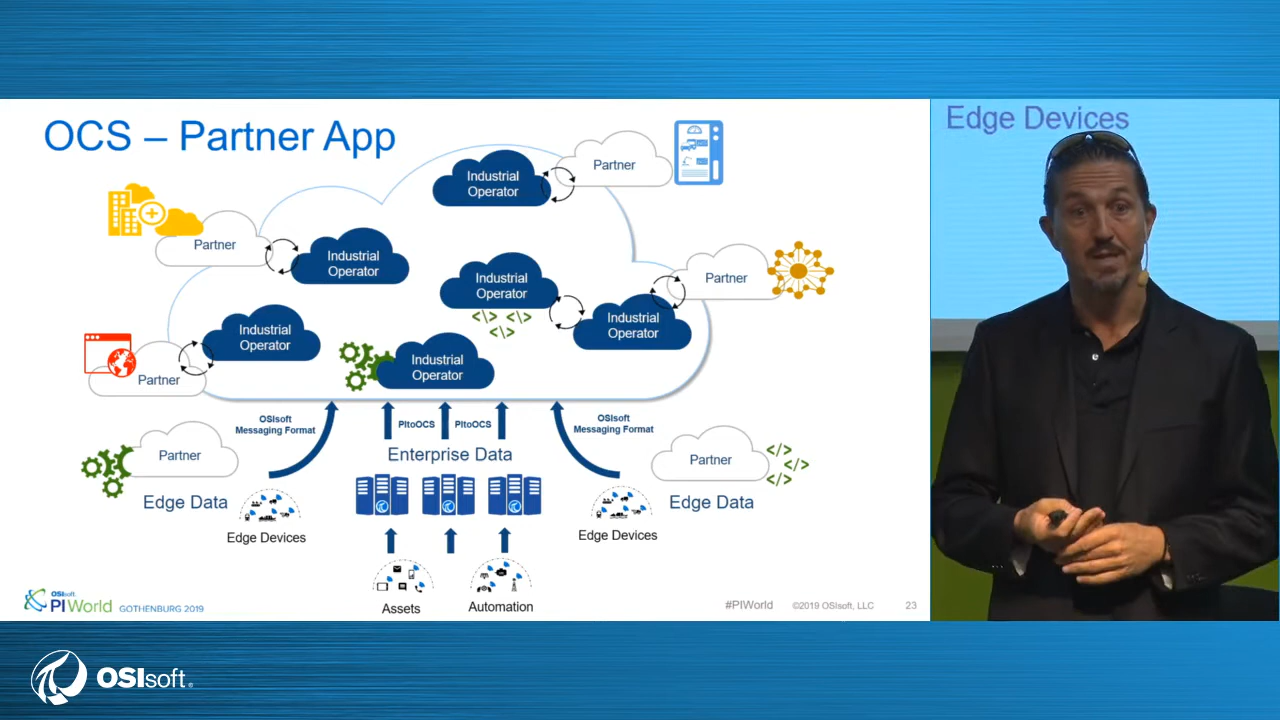 OCS – Partner App
Edge Devices
Industrial
Operator
Partner
Partner
Industrial
Operator
Industrial
Operator
Partner
Industrial
Operator
Industrial
Operator
Industrial
Operator
Partner
OSIsoft
Messaging Format
PItoOCS
PItoOCS
OSIsoft
Messaging Format
Enterprise Data
Partner
Edge Data
Edge Devices
Partner
Edge Data
Edge Devices
Assets
Automation
</>
</>
</>
</>
</>
</>
OSIsoft.
PI World
GOTHENBURG 2019
#PIWorld
©2019 OSIsoft, LLC
23
OSIsoft.